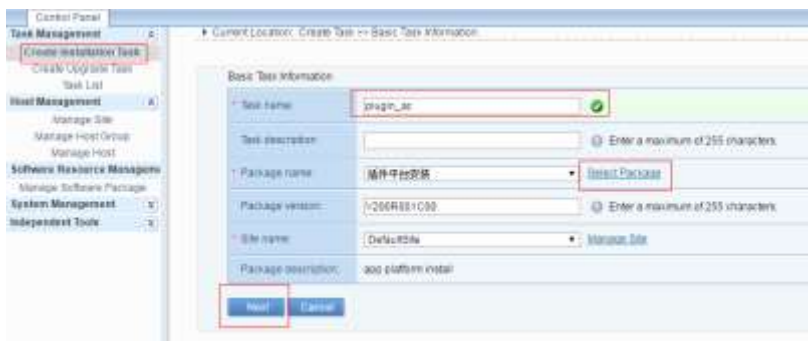 Control Panel
Task Management
Create Installation Task
Create Upgrade Task
Task List
Host Management
Manage Site
Manage Host Group
Manage Host
Software Resource Manageme
Manage Software Package
System Management
Independent Tools
Current Location: Create Task >> Basic Task Information
Basic Task Information
* Task name:
plugin_ac
Task description:
Enter a maximum of 255 characters.
* Package name:
插件平台安装
Select Package
Package version:
V200R001C00
Enter a maximum of 255 characters.
* Site name:
DefaultSite
Manage Site
Package description:
app platform install
Next
Cancel